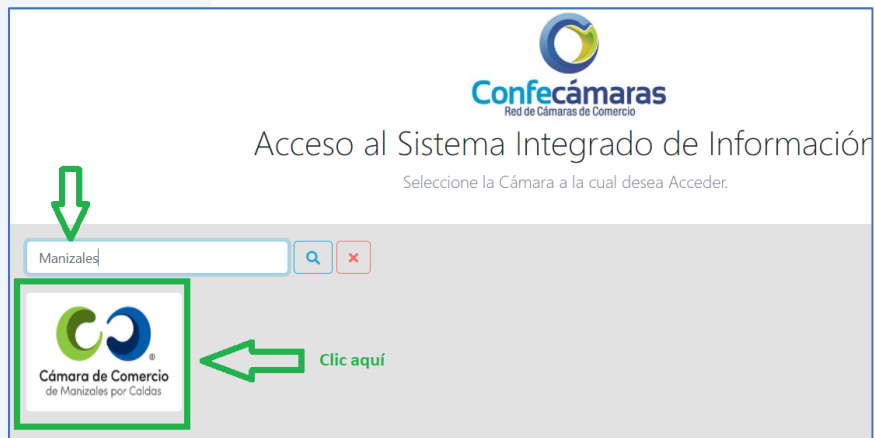 Confecámaras
Red de Cámaras de Comercio
Acceso al Sistema Integrado de Información
Seleccione la Cámara a la cual desea Acceder.
Manizales
Cámara de Comercio
de Manizales por Caldas
Clic aquí